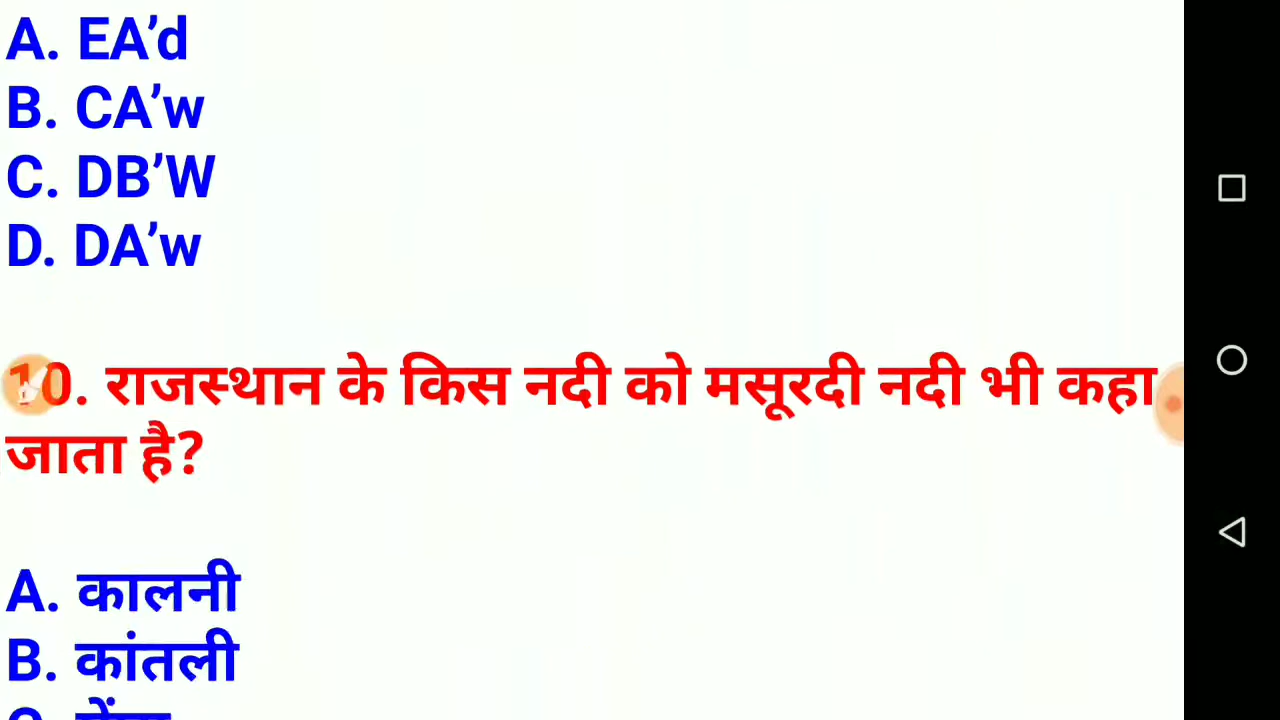 A. EA’d
B. CA’w
C. DB’W
D. DA’w
10. राजस्थान के किस नदी को मसूरदी नदी भी कहा
जाता है?
A. कालनी
B. कांतली